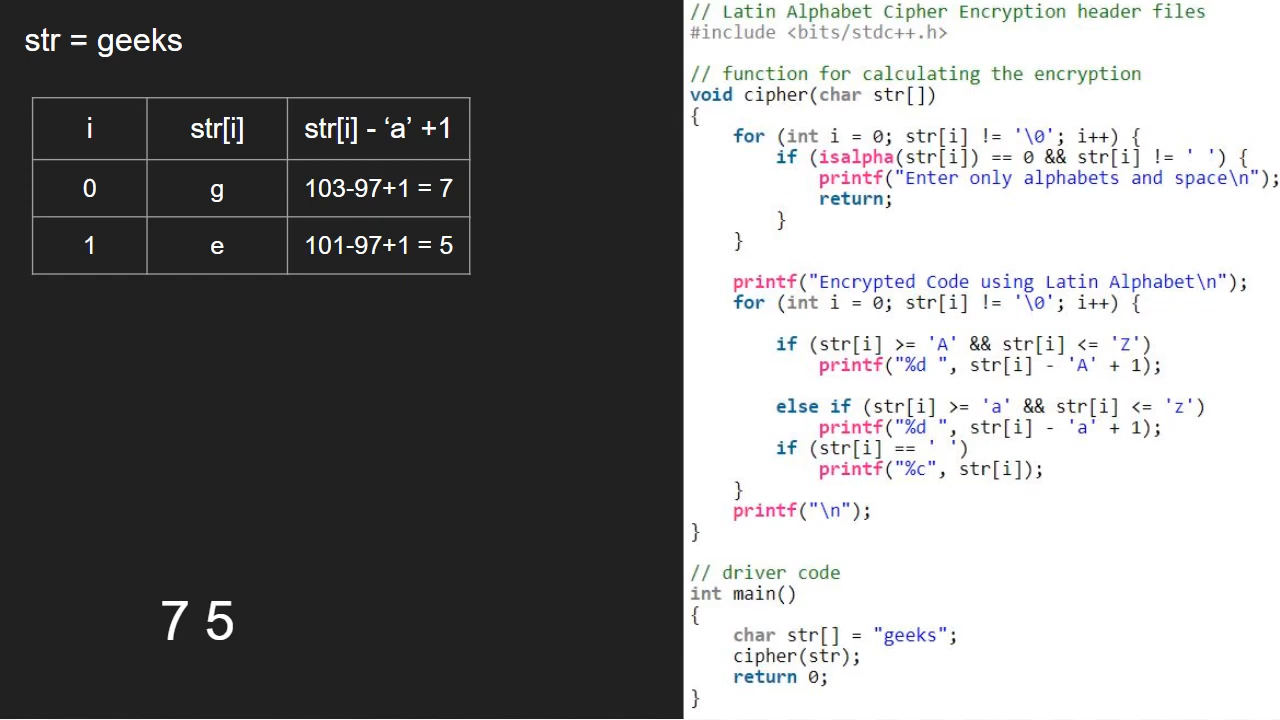 str = geeks
i str[i] str[i] - ‘a’ +1
0 g 103-97+1 = 7
1 e 101-97+1 = 5
7 5
// Latin Alphabet Cipher Encryption header files
#include <bits/stdc++.h>
// function for calculating the encryption
void cipher(char str[])
{
for (int i = 0; str[i] != '\0'; i++) {
if (isalpha(str[i]) == 0 && str[i] != ' ') {
printf("Enter only alphabets and space\n");
return;
}
}
printf("Encrypted Code using Latin Alphabet\n");
for (int i = 0; str[i] != '\0'; i++) {
if (str[i] >= 'A' && str[i] <= 'Z')
printf("%d ", str[i] - 'A' + 1);
else if (str[i] >= 'a' && str[i] <= 'z')
printf("%d ", str[i] - 'a' + 1);
if (str[i] == ' ')
printf("%c", str[i]);
}
printf("\n");
}
// driver code
int main()
{
char str[] = "geeks";
cipher(str);
return 0;
}